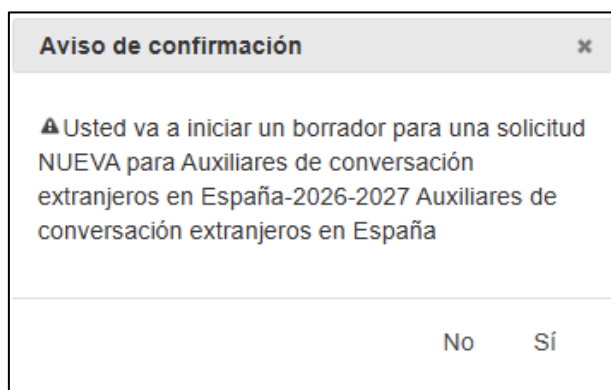 Aviso de confirmación
Usted va a iniciar un borrador para una solicitud
NUEVA para Auxiliares de conversación
extranjeros en España-2026-2027 Auxiliares de
conversación extranjeros en España
No Sí